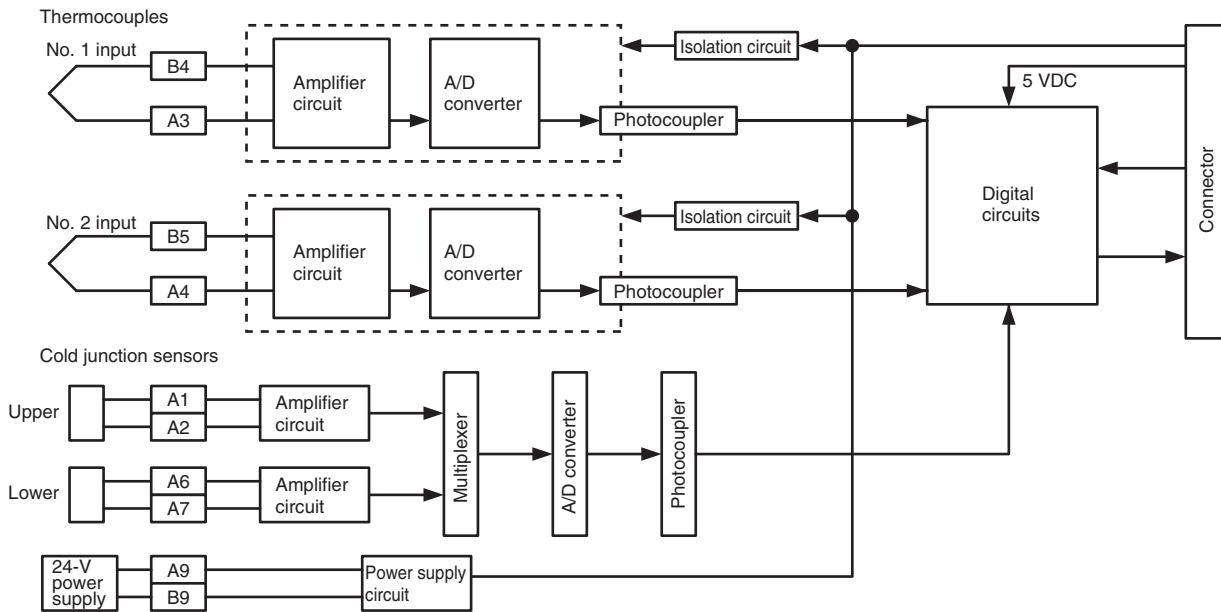 Thermocouples
No. 1 input
B4
A3
Amplifier
circuit
A/D
converter
Isolation circuit
Photocoupler
5 VDC
No. 2 input
B5
A4
Amplifier
circuit
A/D
converter
Isolation circuit
Photocoupler
Digital
circuits
Connector
Cold junction sensors
Upper
A1
A2
Amplifier
circuit
Lower
A6
A7
Amplifier
circuit
Multiplexer
A/D converter
Photocoupler
24-V
power
supply
A9
B9
Power supply
circuit